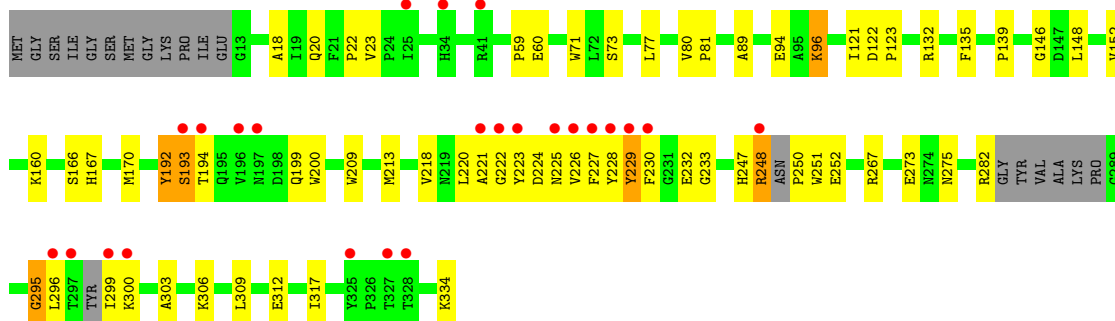 MET GLY SER ILE GLY SER MET GLY LYS PRO ILE GLU G13 A18 I19 Q20 F21 P22 V23 P24 I25 H34 R41 P59 E60 W71 L72 S73 L77 V80 P81 A89 E94 A95 K96 I121 D122 P123 R132 F135 P139 G146 D147 L148
K160 S166 H167 M170 Y192 S193 T194 Q195 V196 N197 D198 Q199 W200 W209 M213 V218 N219 L220 A221 G222 Y223 D224 N225 V226 F227 Y228 Y229 F230 G231 E232 G233 H247 R248 ASN P250 W251 E252 R267 E273 N274 N275 R282 GLY TYR VAL ALA LYS PRO
G295 L296 T297 TYR I299 K300 A303 K306 L309 E312 I317 Y325 P326 T327 T328 K334